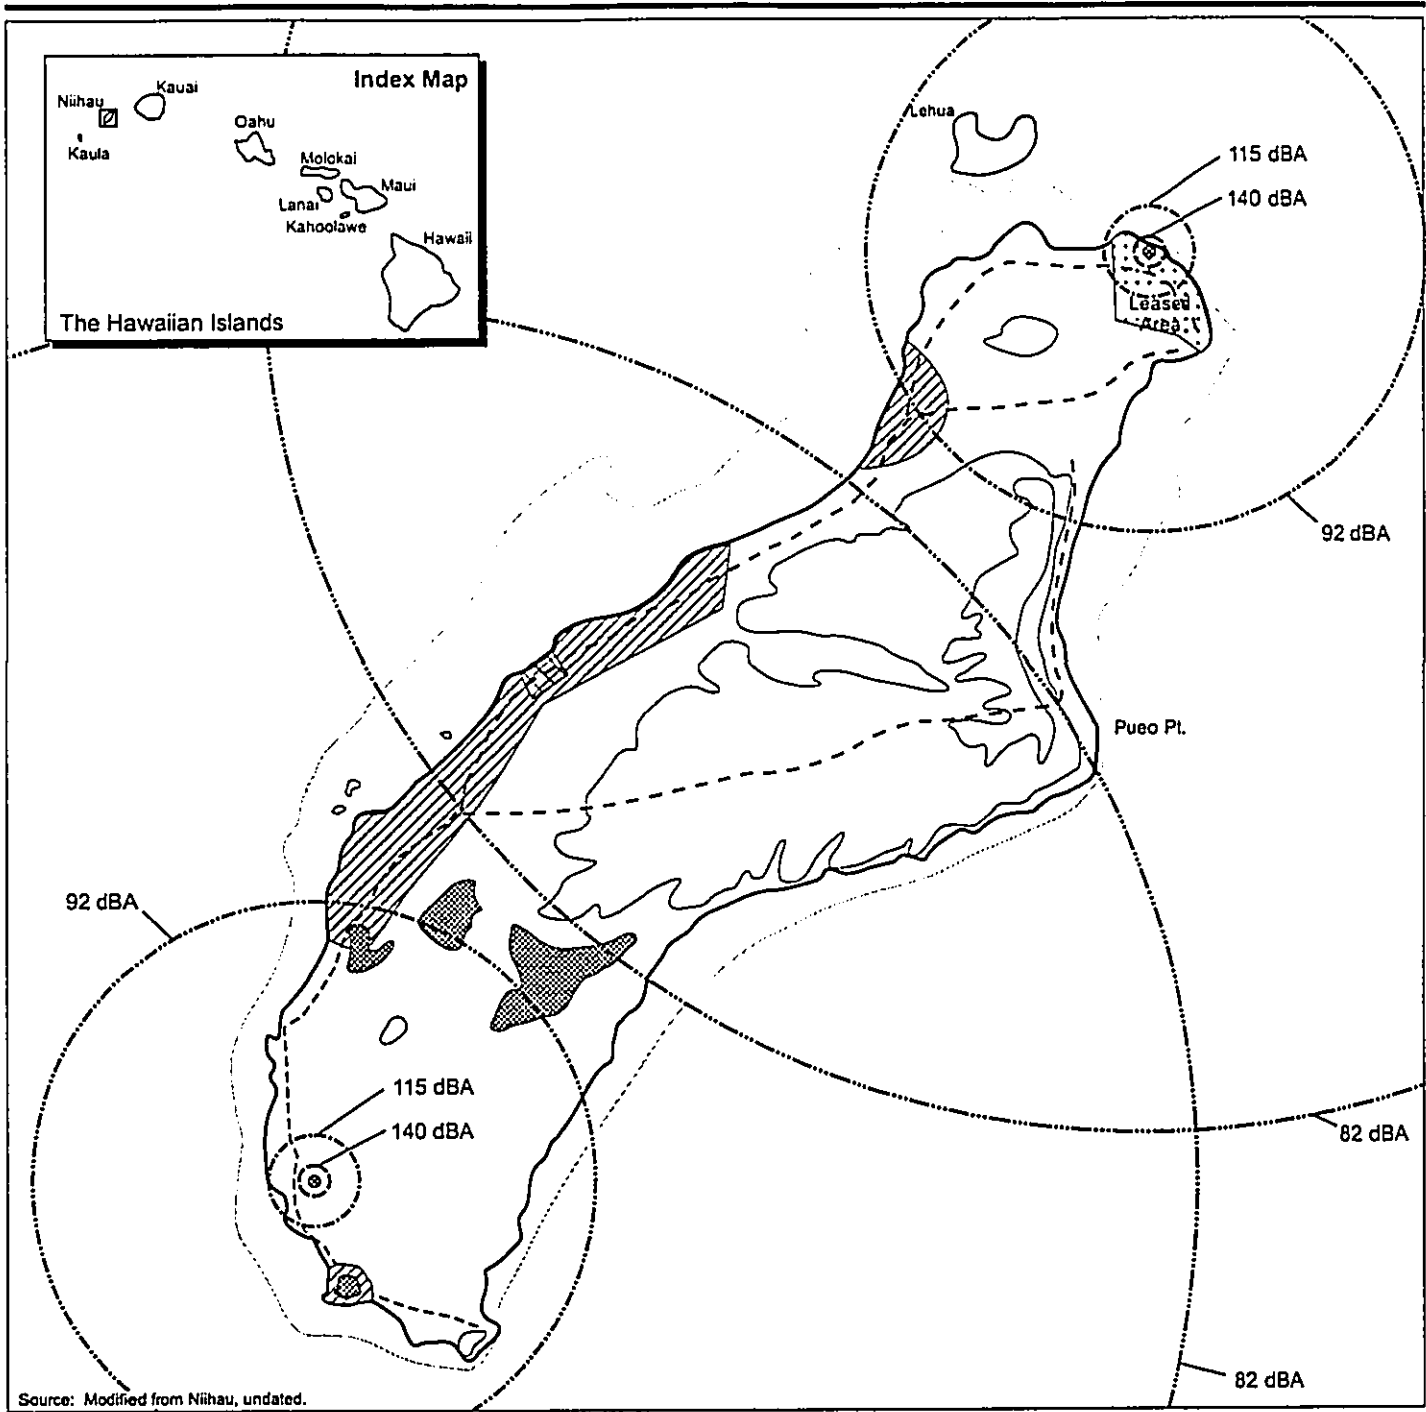 Index Map
Niihau
Kauai
Kaula
Oahu
Molokai
Lanai
Maui
Kahoolawe
Hawaii
The Hawaiian Islands
Lehua
115 dBA
140 dBA
Leased
Area
92 dBA
Pueo Pt.
92 dBA
115 dBA
140 dBA
82 dBA
82 dBA
Source: Modified from Niihau, undated.